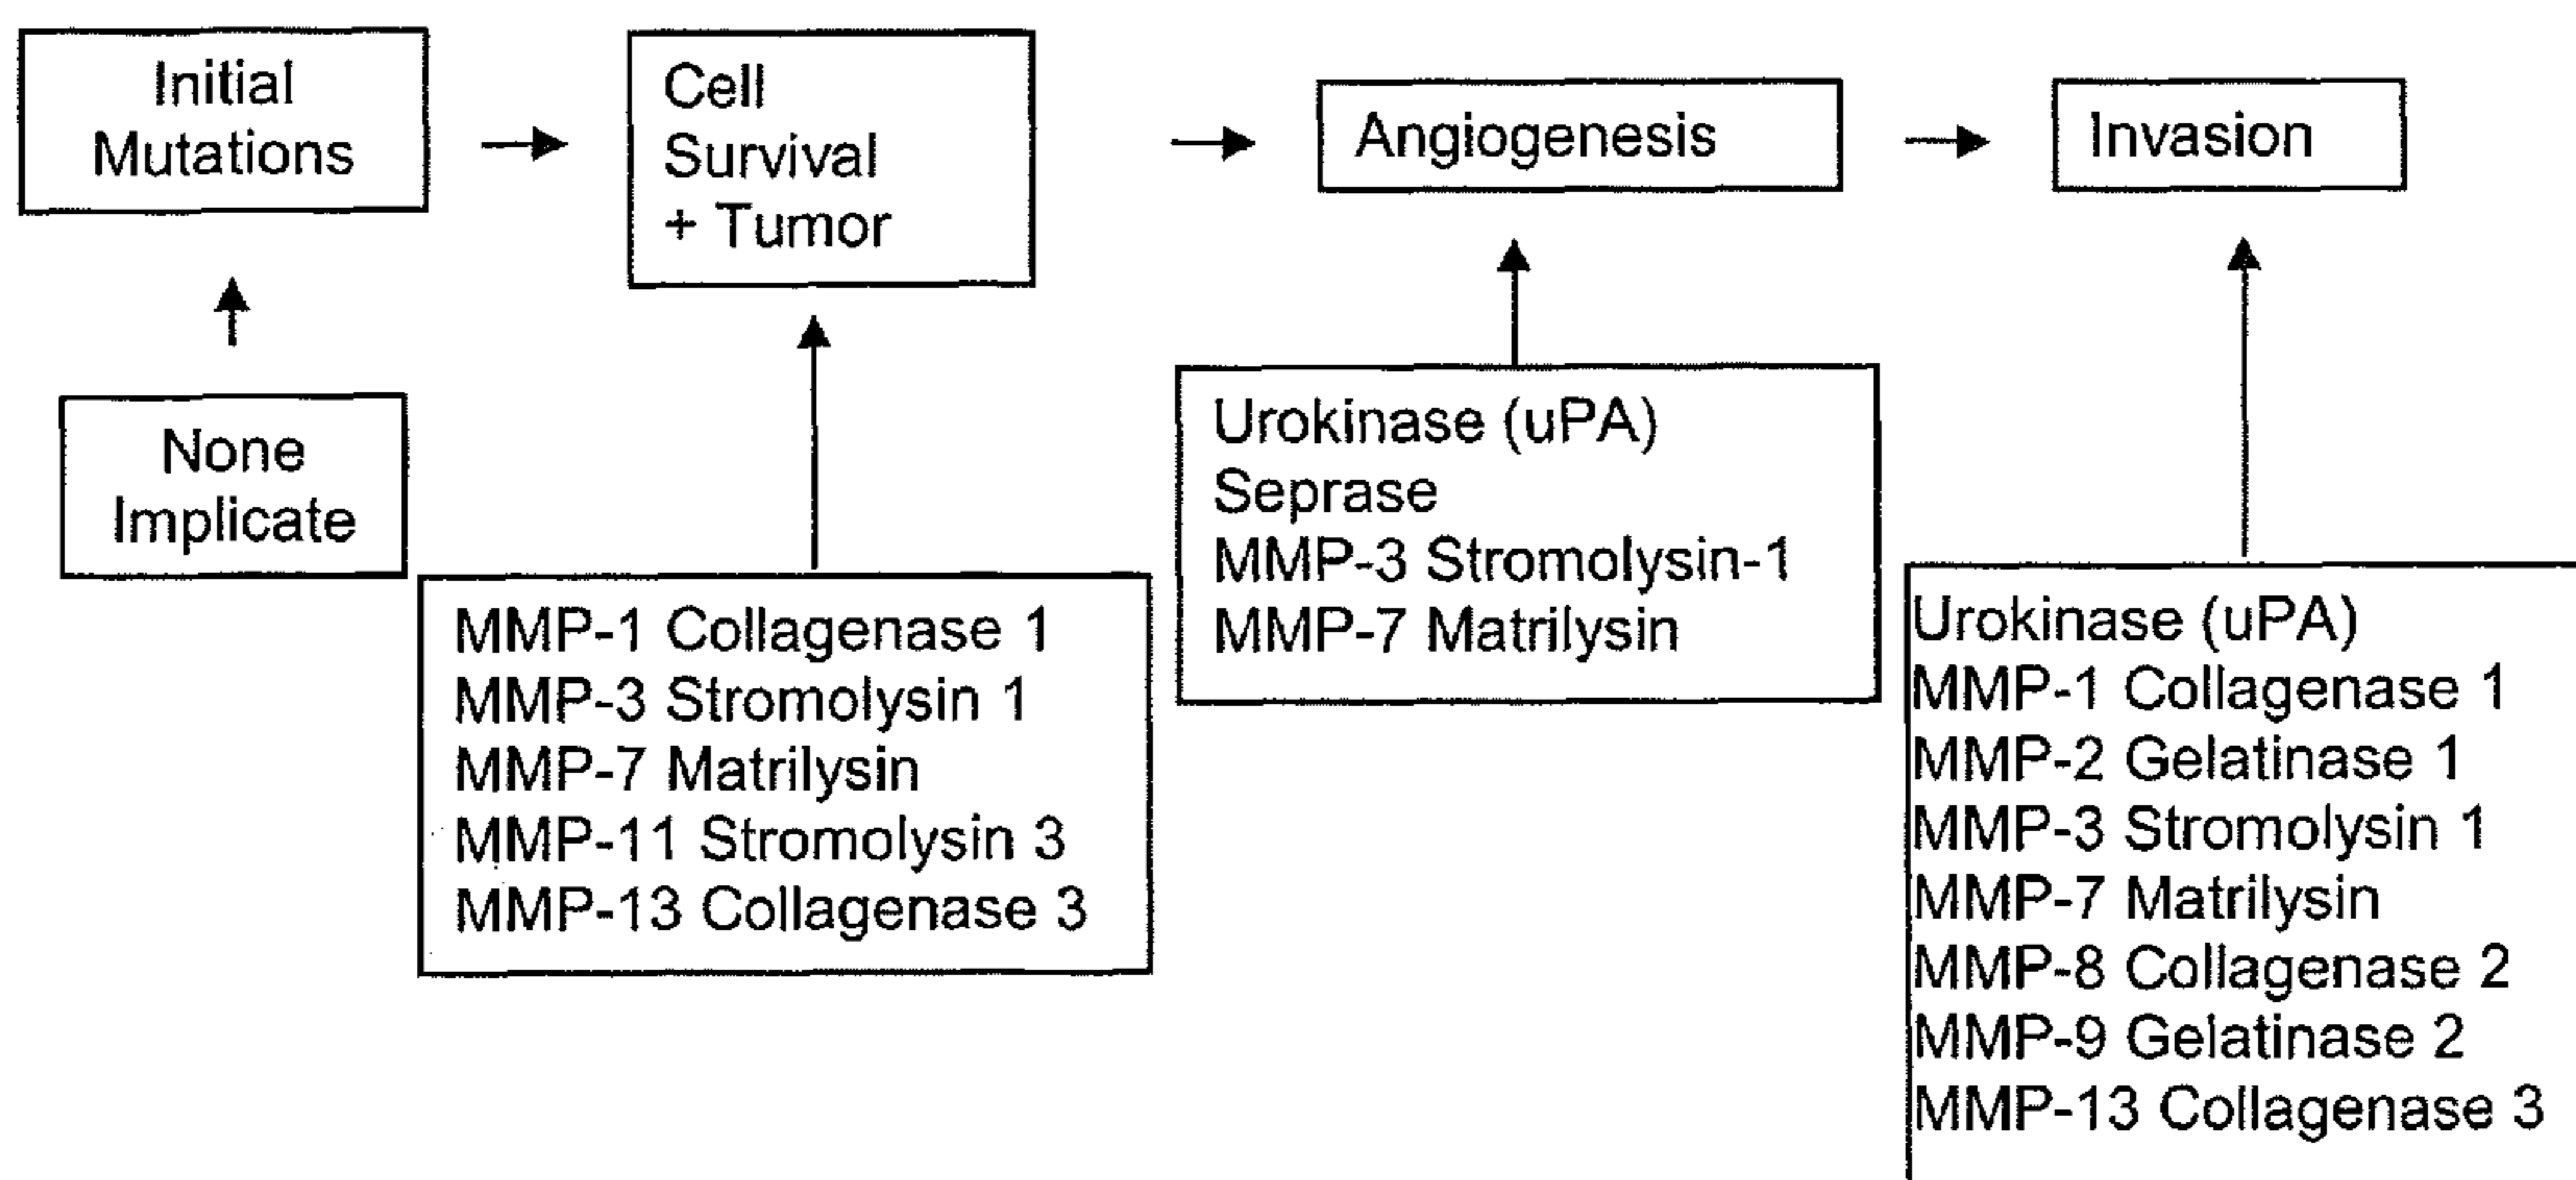 Initial
Mutations
Cell
Survival
+ Tumor
Angiogenesis
Invasion
None
Implicate
MMP-1 Collagenase 1
MMP-3 Stromolysin 1
MMP-7 Matrilysin
MMP-11 Stromolysin 3
MMP-13 Collagenase 3
Urokinase (uPA)
Seprase
MMP-3 Stromolysin-1
MMP-7 Matrilysin
Urokinase (uPA)
MMP-1 Collagenase 1
MMP-2 Gelatinase 1
MMP-3 Stromolysin 1
MMP-7 Matrilysin
MMP-8 Collagenase 2
MMP-9 Gelatinase 2
MMP-13 Collagenase 3